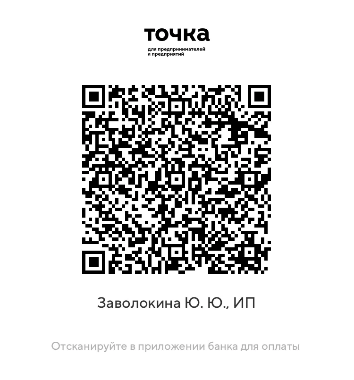 точка
для предпринимателей
и предприятий
Заволокина Ю. Ю., ИП
Отсканируйте в приложении банка для оплаты